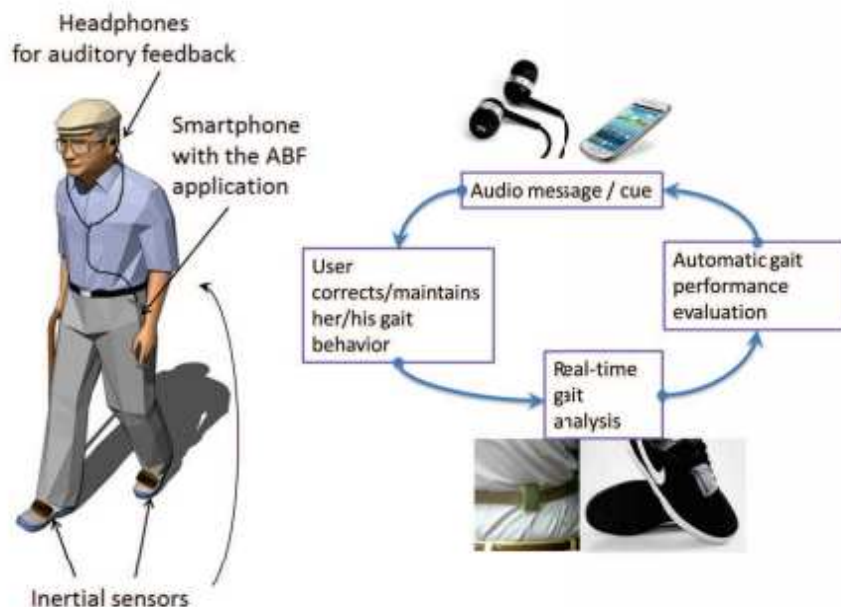 Headphones
for auditory feedback
Smartphone
with the ABF
application
Inertial sensors
Audio message / cue
User
corrects/maintains
her/his gait
behavior
Real-time
gait
analysis
Automatic gait
performance
evaluation